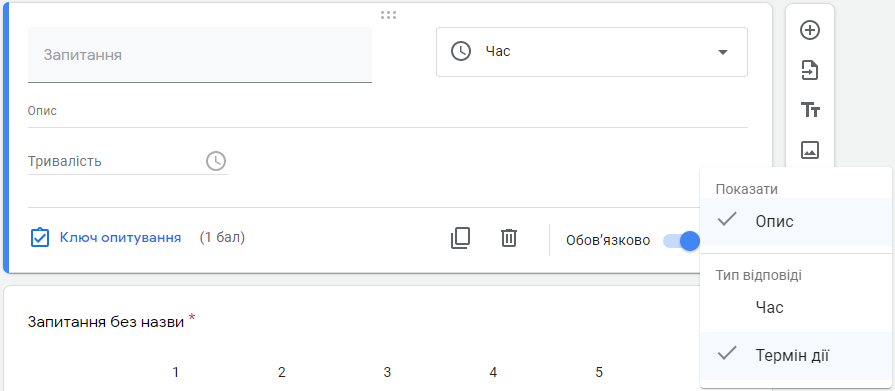 Запитання
Час
Опис
Тривалість
Ключ опитування (1 бал)
Обов'язково
Показати
Опис
Тип відповіді
Час
Термін дії
Запитання без назви *
1 2 3 4 5